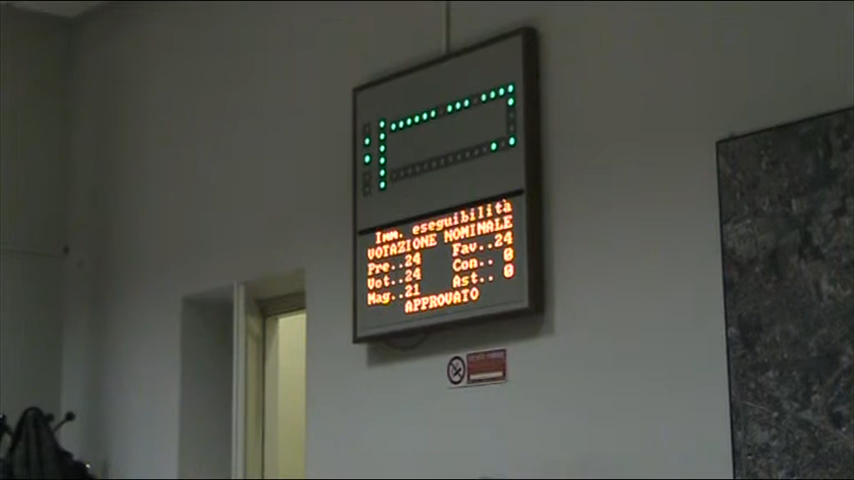 Imm. eseguibilità
VOTAZIONE NOMINALE
Pre..24 Fav..24
Vot..24 Con.. 0
Mag..21 Ast.. 0
APPROVATO